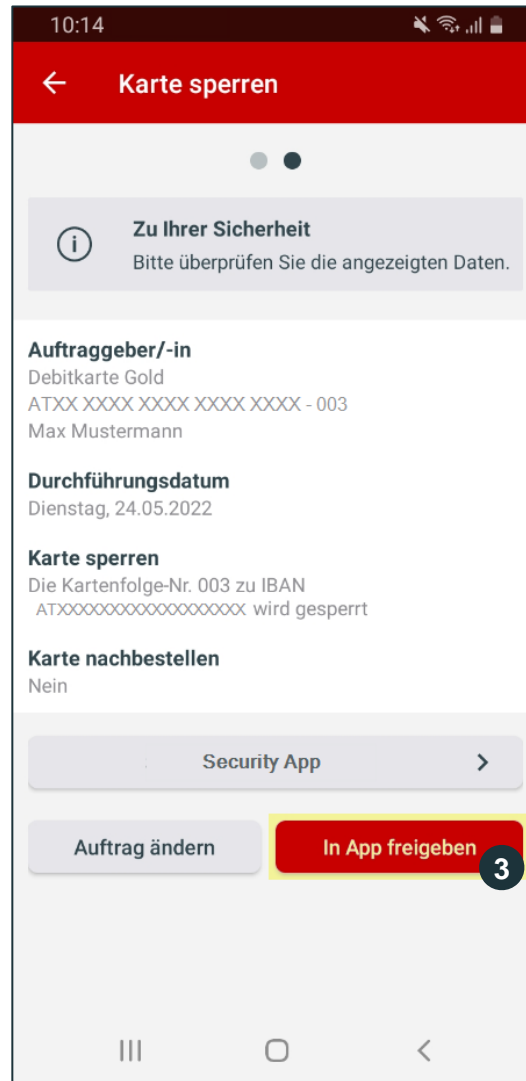 10:14
Karte sperren
Zu Ihrer Sicherheit
Bitte überprüfen Sie die angezeigten Daten.
Auftraggeber/-in
Debitkarte Gold
ATXX XXXX XXXX XXXX XXXX - 003
Max Mustermann
Durchführungsdatum
Dienstag, 24.05.2022
Karte sperren
Die Kartenfolge-Nr. 003 zu IBAN
ATXXXXXXXXXXXXXXXXXX wird gesperrt
Karte nachbestellen
Nein
Security App
Auftrag ändern
In App freigeben
3